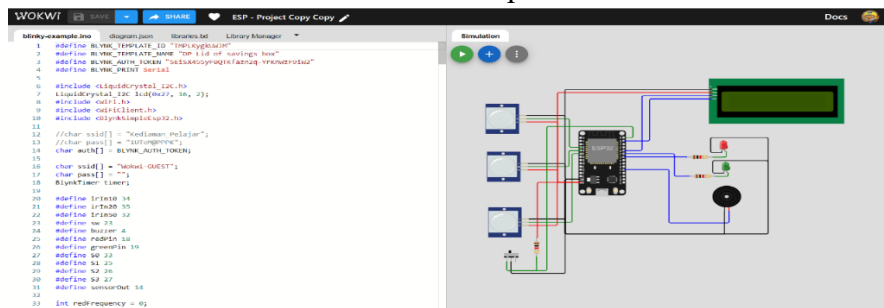 WOKWI SAVE SHARE ESP - Project Copy Copy Docs
blinky-example.ino diagram.json libraries.txt Library Manager
Simulation
1 #define BLYNK_TEMPLATE_ID
2 #define BLYNK_TEMPLATE_NAME "DP Lid of savings box"
3 #define BLYNK_AUTH_TOKEN
4 #define BLYNK_PRINT Serial
5
6 #include <LiquidCrystal_I2C.h>
7 LiquidCrystal_I2C lcd(0x27, 16, 2);
8 #include <WiFi.h>
9 #include <WiFiClient.h>
10 #include <BlynkSimpleEsp32.h>
11
12 //char ssid[] = "Kediaman Pelajar";
13 //char pass[] =
14 char auth[] = BLYNK_AUTH_TOKEN;
15
16 char ssid[] = "Wokwi-GUEST";
17 char pass[] = "";
18 BlynkTimer timer;
19
20 #define irIn10 34
21 #define irIn20 35
22 #define irIn50 32
23 #define sw 23
24 #define buzzer 4
25 #define redPin 18
26 #define greenPin 19
27 #define S0 33
28 #define S1 25
29 #define S2 26
30 #define S3 27
31 #define sensorOut 14
32
33 int redFrequency = 0;
ESP32